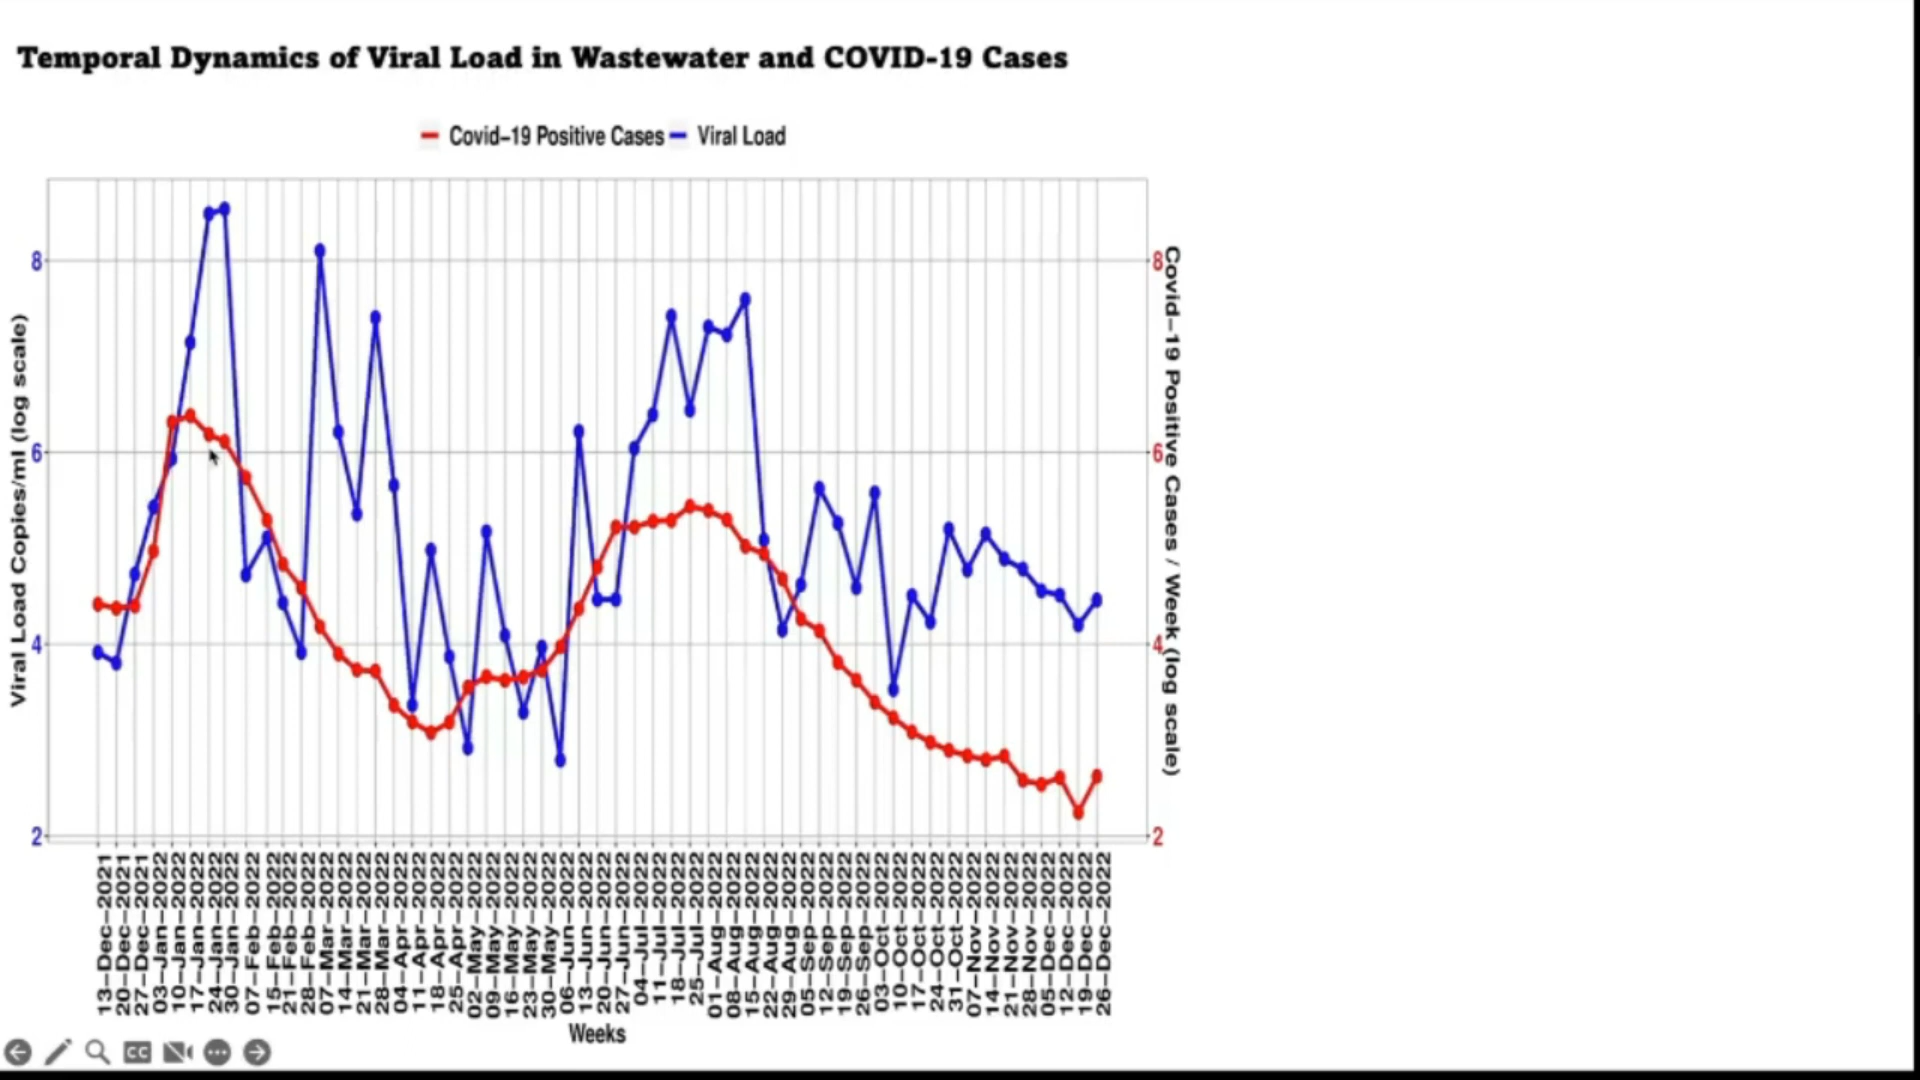 Temporal Dynamics of Viral Load in Wastewater and COVID-19 Cases
Covid-19 Positive Cases
Viral Load
Viral Load Copies/ml (log scale)
8
6
4
2
8
6
4
2
Covid-19 Positive Cases / Week (log scale)
13-Dec-2021
20-Dec-2021
27-Dec-2021
03-Jan-2022
10-Jan-2022
17-Jan-2022
24-Jan-2022
30-Jan-2022
07-Feb-2022
15-Feb-2022
21-Feb-2022
28-Feb-2022
07-Mar-2022
14-Mar-2022
21-Mar-2022
28-Mar-2022
04-Apr-2022
11-Apr-2022
18-Apr-2022
25-Apr-2022
02-May-2022
09-May-2022
16-May-2022
23-May-2022
30-May-2022
06-Jun-2022
13-Jun-2022
20-Jun-2022
27-Jun-2022
04-Jul-2022
11-Jul-2022
18-Jul-2022
25-Jul-2022
01-Aug-2022
08-Aug-2022
15-Aug-2022
22-Aug-2022
29-Aug-2022
05-Sep-2022
12-Sep-2022
19-Sep-2022
26-Sep-2022
03-Oct-2022
10-Oct-2022
17-Oct-2022
24-Oct-2022
31-Oct-2022
07-Nov-2022
14-Nov-2022
21-Nov-2022
28-Nov-2022
05-Dec-2022
12-Dec-2022
19-Dec-2022
26-Dec-2022
Weeks
CC